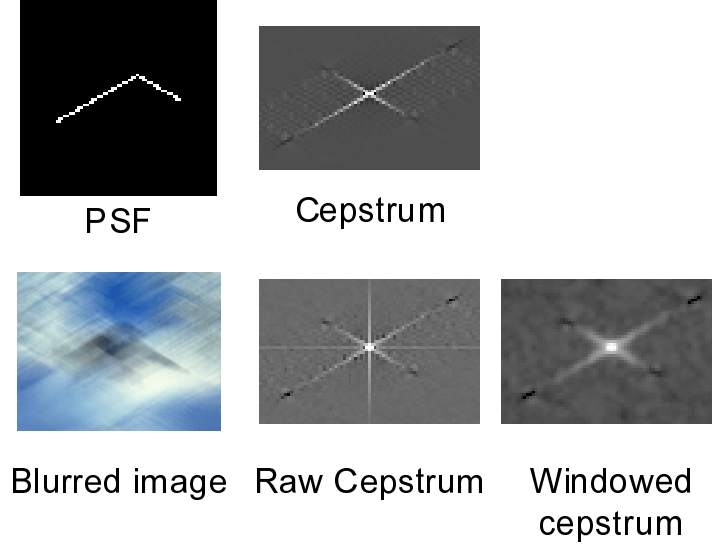 PSF
Cepstrum
Blurred image
Raw Cepstrum
Windowed
cepstrum